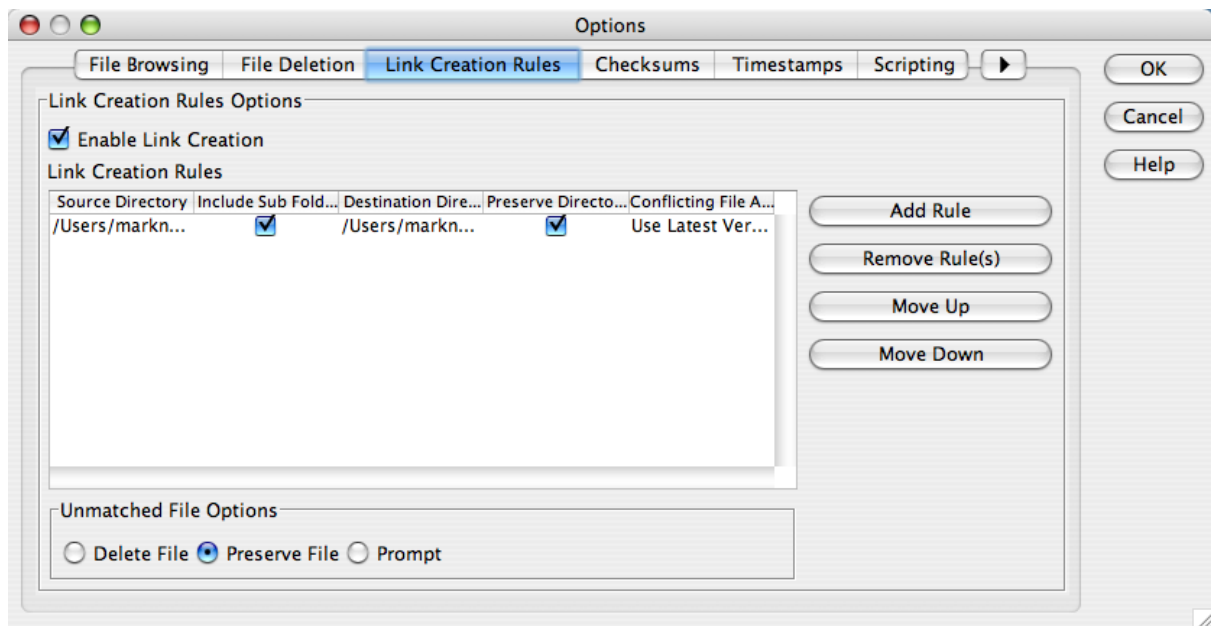 Options
File Browsing File Deletion Link Creation Rules Checksums Timestamps Scripting
OK
Cancel
Help
Link Creation Rules Options
Enable Link Creation
Link Creation Rules
Source Directory Include Sub Fold... Destination Dire... Preserve Directo... Conflicting File A...
/Users/markn... /Users/markn... Use Latest Ver...
Add Rule
Remove Rule(s)
Move Up
Move Down
Unmatched File Options
Delete File Preserve File Prompt